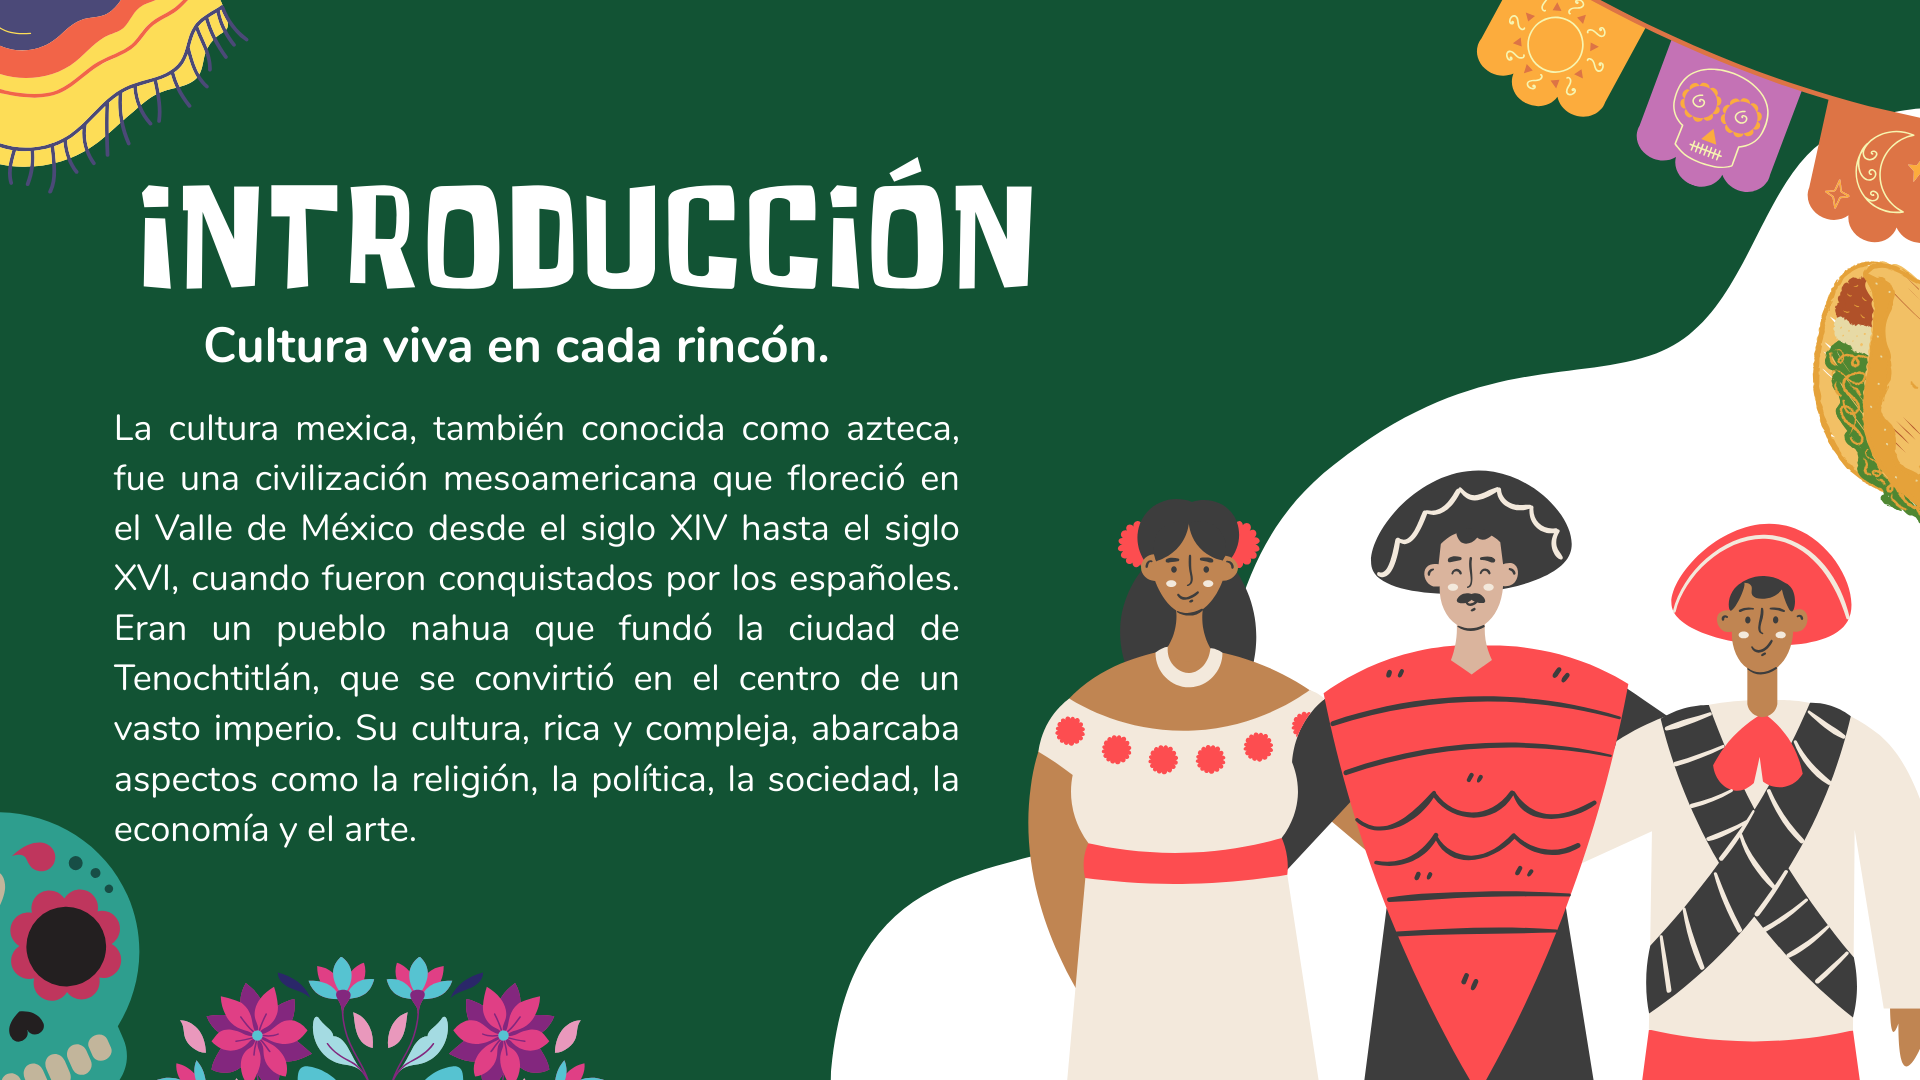 INTRODUCCIÓN
Cultura viva en cada rincón.
La cultura mexica, también conocida como azteca,
fue una civilización mesoamericana que floreció en
el Valle de México desde el siglo XIV hasta el siglo
XVI, cuando fueron conquistados por los españoles.
Eran un pueblo nahua que fundó la ciudad de
Tenochtitlán, que se convirtió en el centro de un
vasto imperio. Su cultura, rica y compleja, abarcaba
aspectos como la religión, la política, la sociedad, la
economía y el arte.